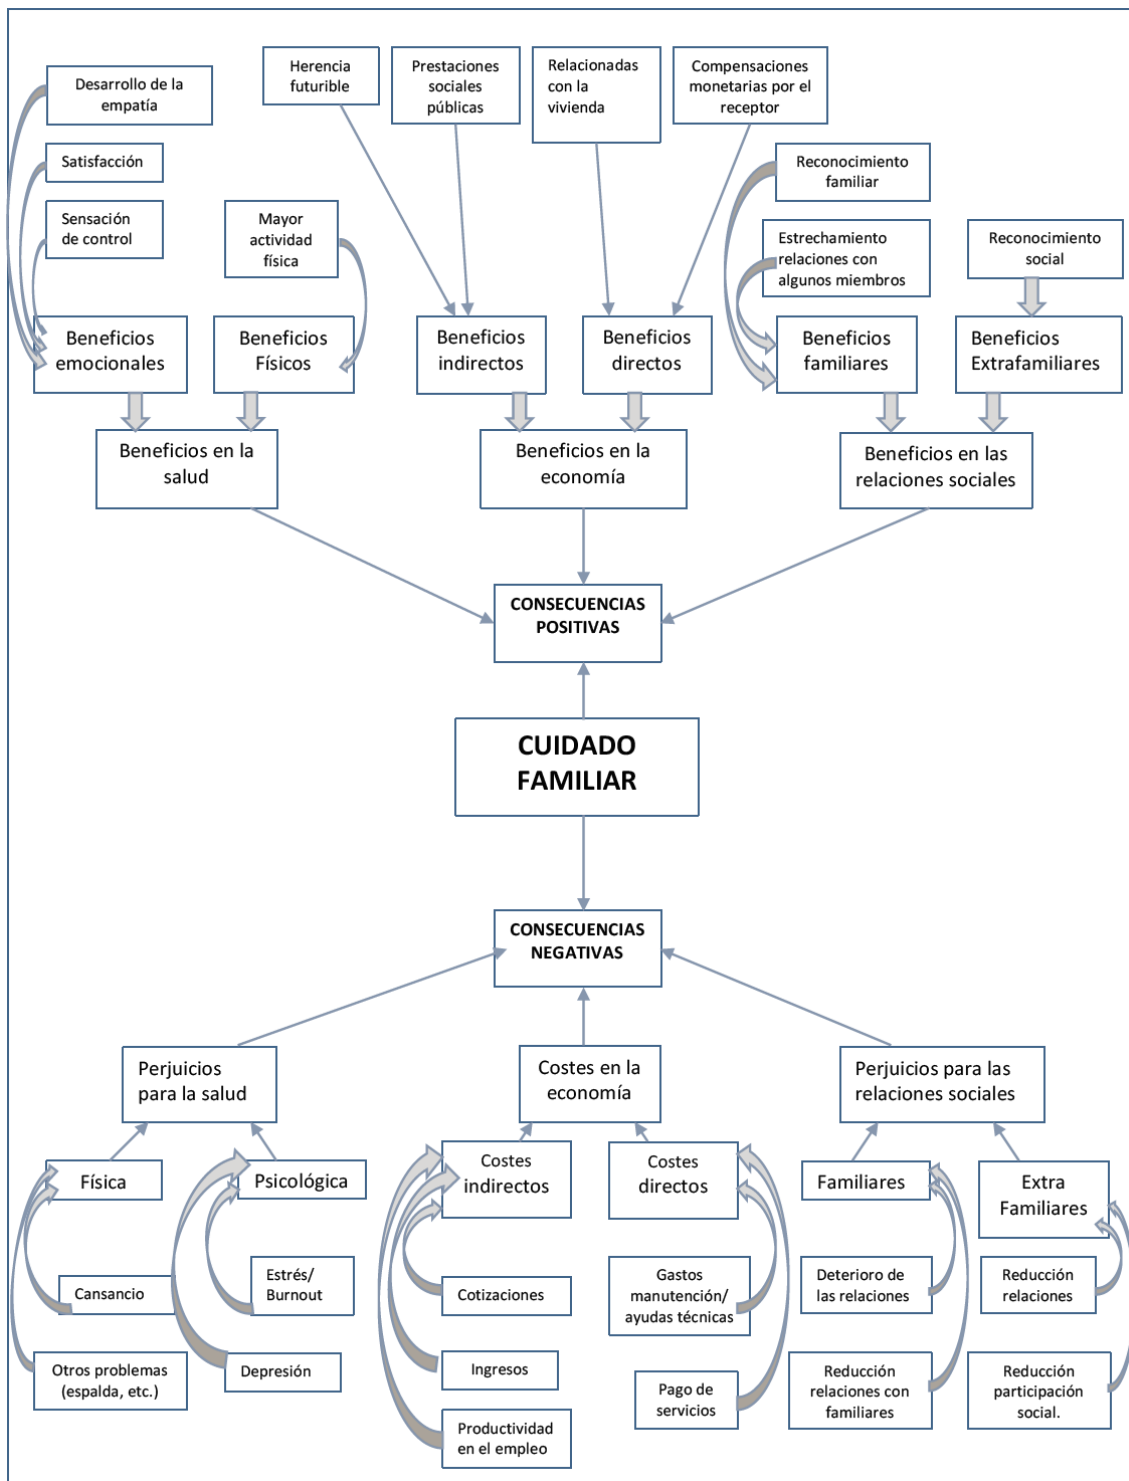 Desarrollo de la
empatía
Herencia
futurible
Prestaciones
sociales
públicas
Relacionadas
con la
vivienda
Compensaciones
monetarias por el
receptor
Satisfacción
Reconocimiento
familiar
Sensación
de control
Mayor
actividad
física
Estrechamiento
relaciones con
algunos miembros
Reconocimiento
social
Beneficios
emocionales
Beneficios
Físicos
Beneficios
indirectos
Beneficios
directos
Beneficios
familiares
Beneficios
Extrafamiliares
Beneficios en la
salud
Beneficios en la
economía
Beneficios en las
relaciones sociales
CONSECUENCIAS
POSITIVAS
CUIDADO
FAMILIAR
CONSECUENCIAS
NEGATIVAS
Perjuicios
para la salud
Costes en la
economía
Perjuicios para las
relaciones sociales
Física
Psicológica
Costes
indirectos
Costes
directos
Familiares
Extra
Familiares
Cansancio
Estrés/
Burnout
Cotizaciones
Gastos
manutención/
ayudas técnicas
Deterioro de
las relaciones
Reducción
relaciones
Otros problemas
(espalda, etc.)
Depresión
Ingresos
Pago de
servicios
Reducción
relaciones con
familiares
Reducción
participación
social.
Productividad
en el empleo